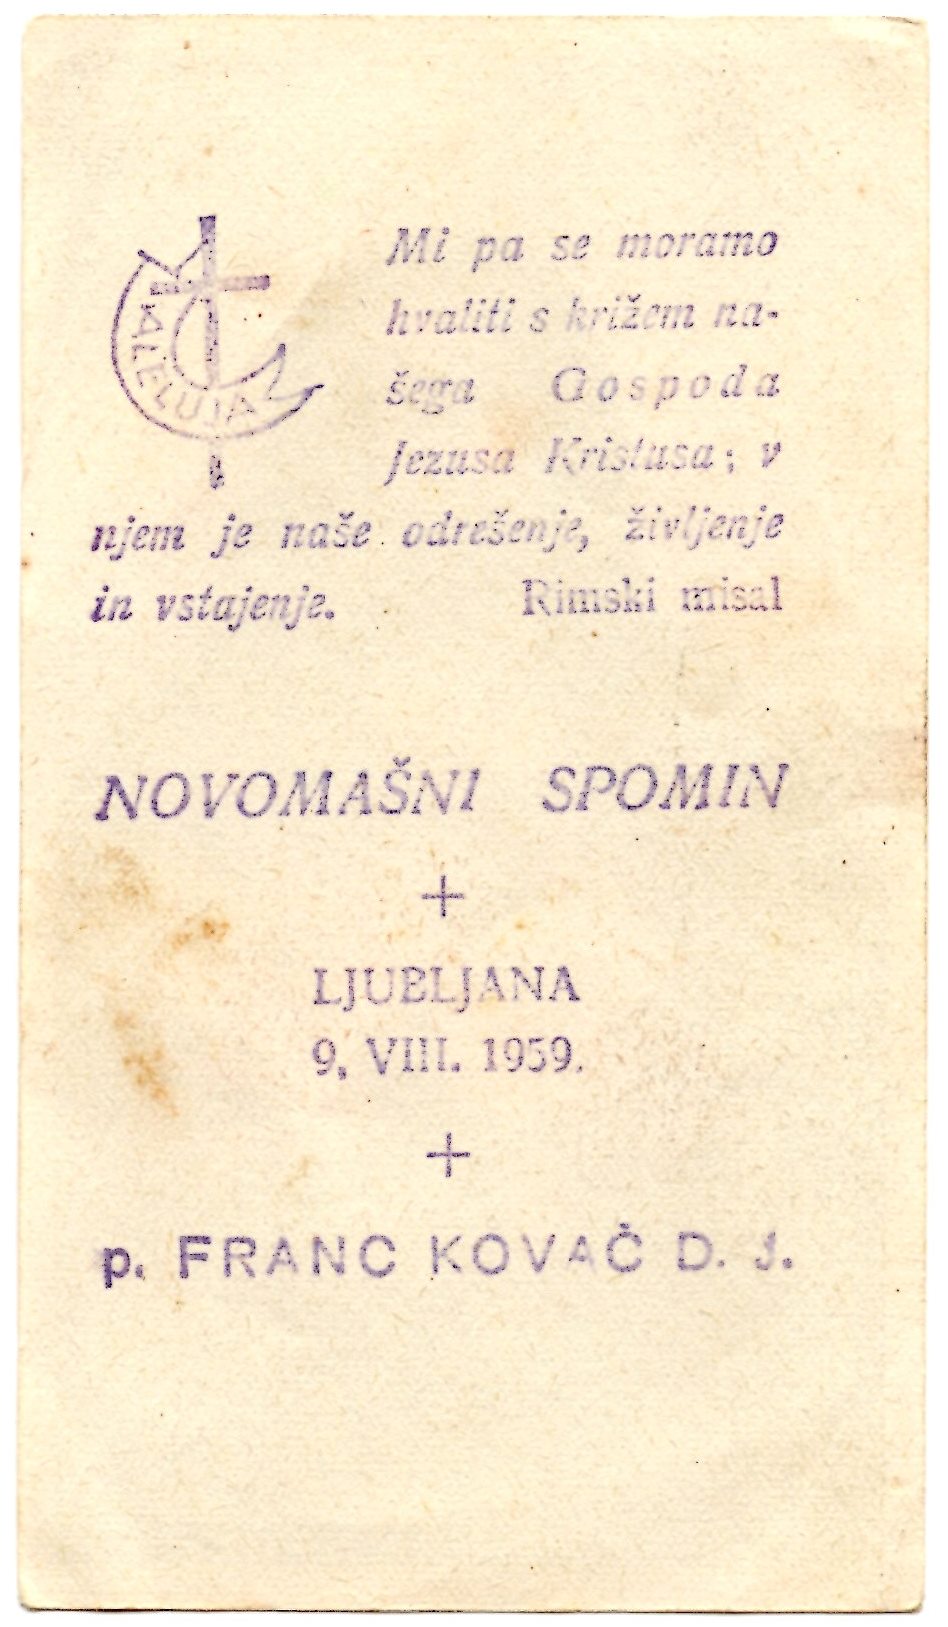 ALELUJA
Mi pa se moramo
hvaliti s križem na-
šega Gospoda
Jezusa Kristusa; v
njem je naše odrešenje, življenje
in vstajenje. Rimski misal
NOVOMAŠNI SPOMIN
LJUBLJANA
9. VIII. 1959.
p. FRANC KOVAČ D. J.